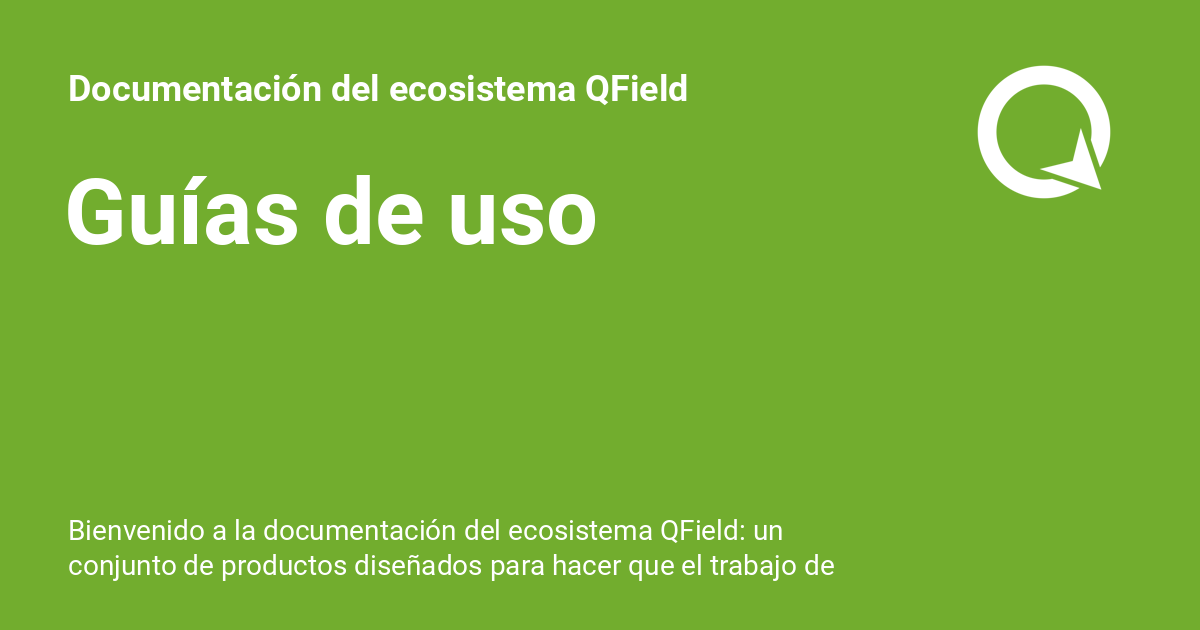 Documentación del ecosistema QField
Guías de uso
Bienvenido a la documentación del ecosistema QField: un
conjunto de productos diseñados para hacer que el trabajo de